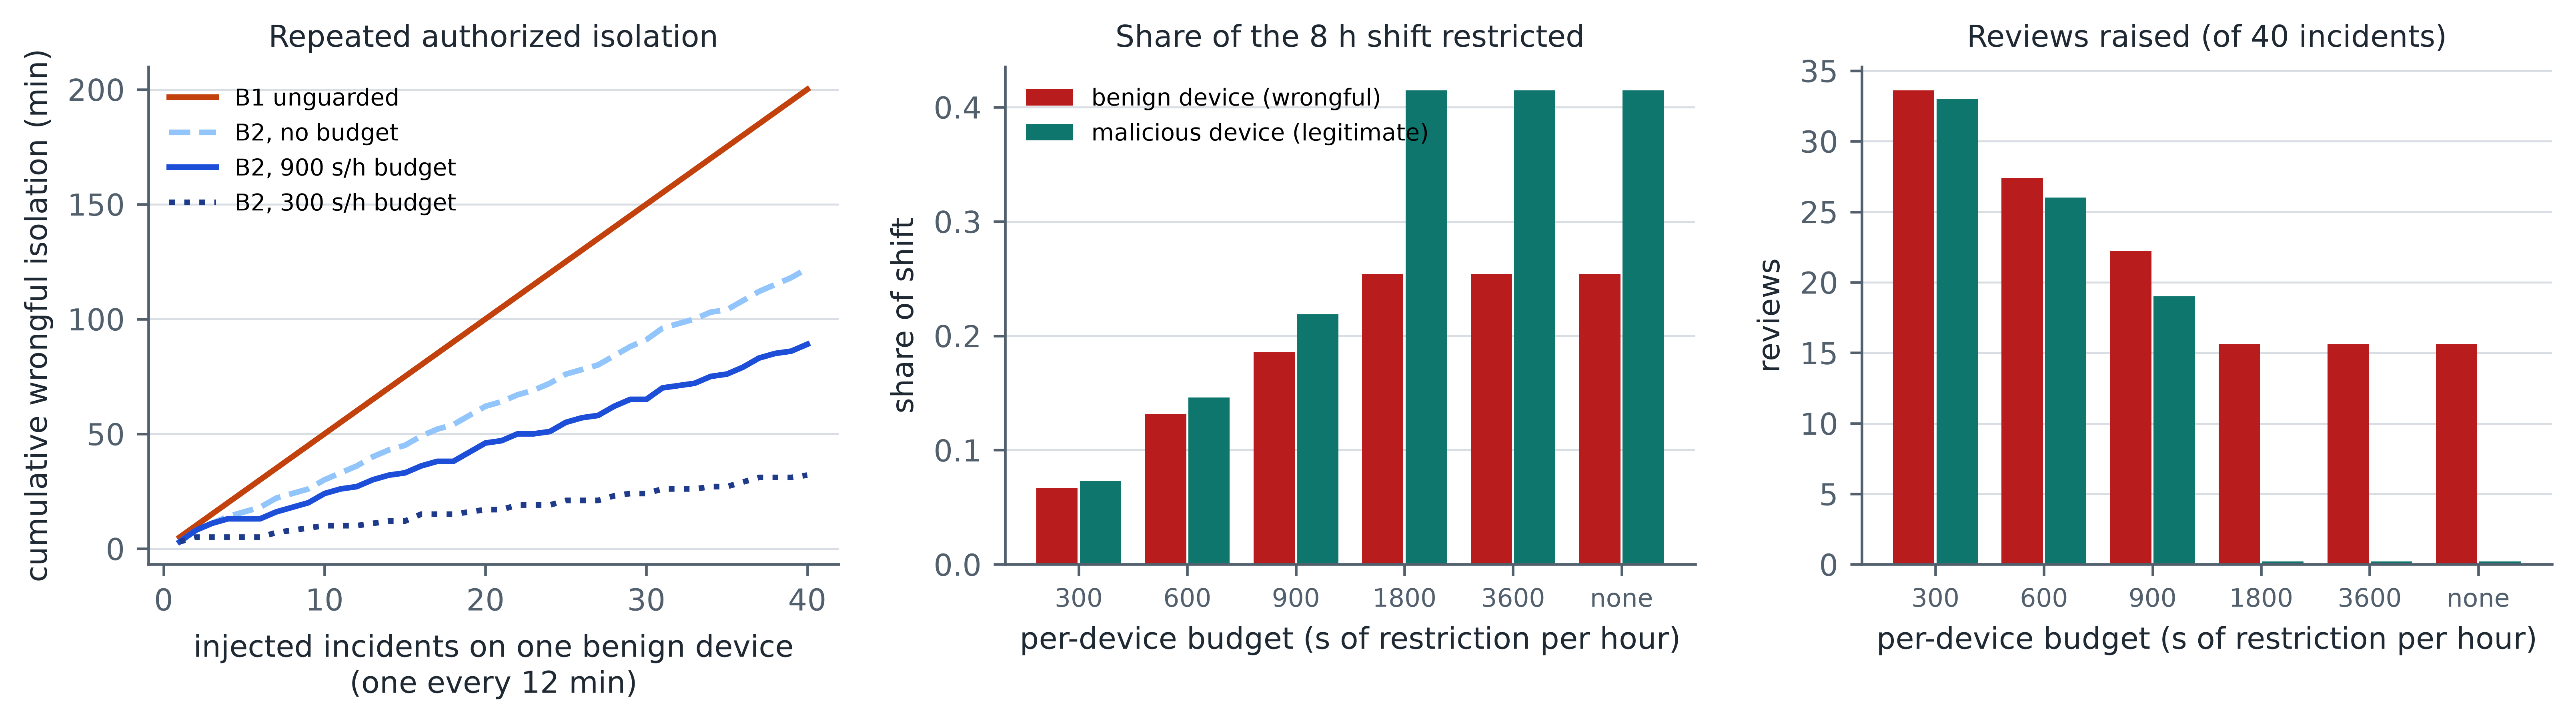 Repeated authorized isolation
cumulative wrongful isolation (min)
200
150
100
50
0
B1 unguarded
B2, no budget
B2, 900 s/h budget
B2, 300 s/h budget
0 10 20 30 40
injected incidents on one benign device
(one every 12 min)
Share of the 8 h shift restricted
share of shift
0.4
0.3
0.2
0.1
0.0
benign device (wrongful)
malicious device (legitimate)
300 600 900 1800 3600 none
per-device budget (s of restriction per hour)
Reviews raised (of 40 incidents)
reviews
35
30
25
20
15
10
5
0
300 600 900 1800 3600 none
per-device budget (s of restriction per hour)